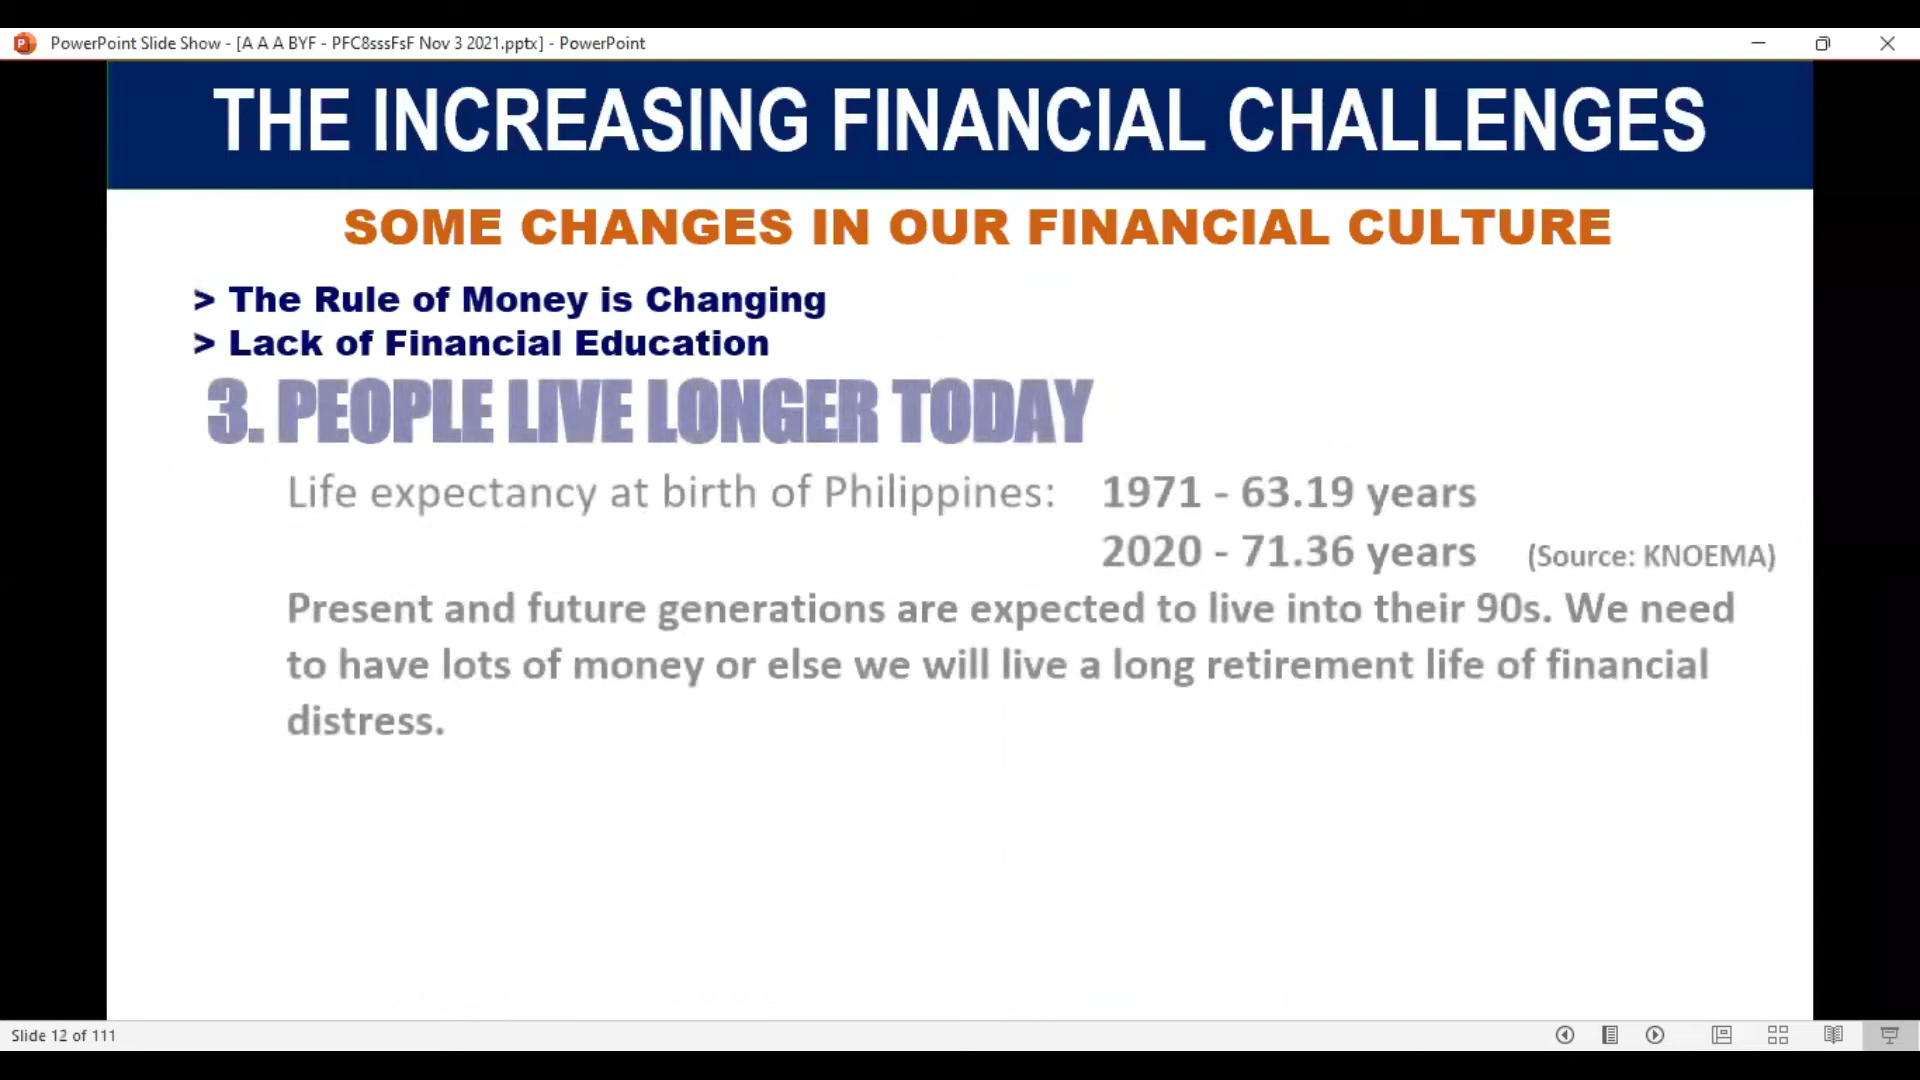 PowerPoint Slide Show - [A A A BYF - PFC8sssFsF Nov 3 2021.pptx] - PowerPoint
THE INCREASING FINANCIAL CHALLENGES
SOME CHANGES IN OUR FINANCIAL CULTURE
> The Rule of Money is Changing
> Lack of Financial Education
3. PEOPLE LIVE LONGER TODAY
Life expectancy at birth of Philippines: 1971 - 63.19 years
2020 - 71.36 years (Source: KNOEMA)
Present and future generations are expected to live into their 90s. We need
to have lots of money or else we will live a long retirement life of financial
distress.
Slide 12 of 111